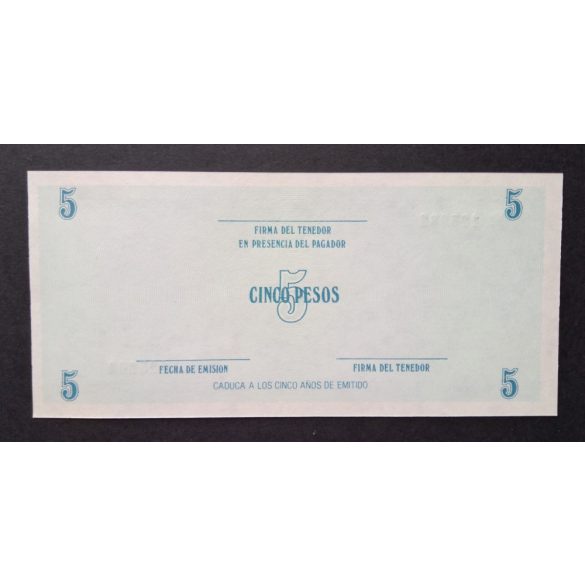 5 5
FIRMA DEL TENEDOR
EN PRESENCIA DEL PAGADOR
5
CINCO PESOS
FECHA DE EMISION FIRMA DEL TENEDOR
5 5
CADUCA A LOS CINCO AÑOS DE EMITIDO